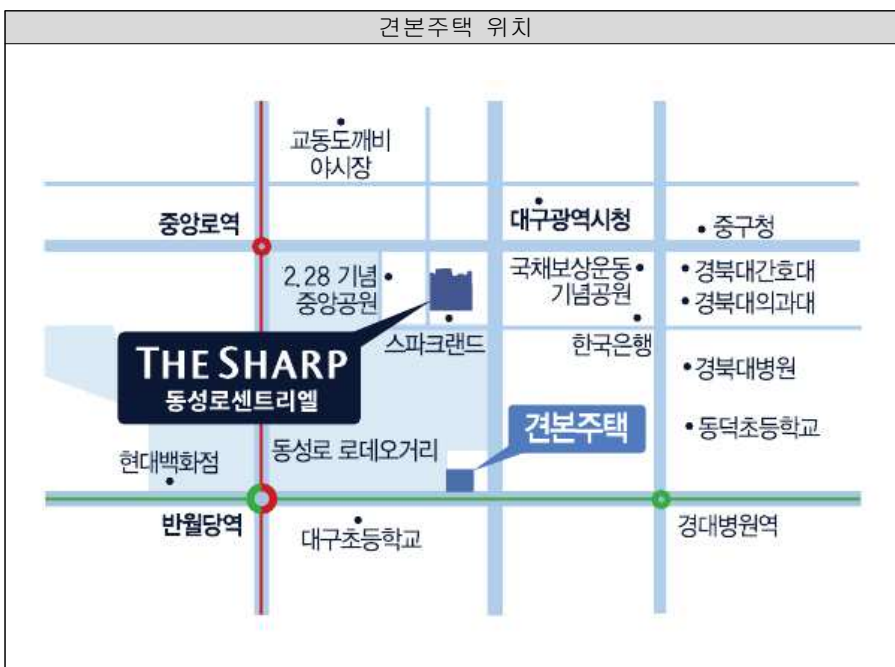 견본주택 위치
교동도깨비
야시장
중앙로역
대구광역시청
중구청
2.28 기념
중앙공원
국채보상운동
기념공원
경북대간호대
경북대의과대
스파크랜드
한국은행
THE SHARP
동성로센트리엘
경북대병원
견본주택
동덕초등학교
현대백화점
동성로 로데오거리
반월당역
대구초등학교
경대병원역